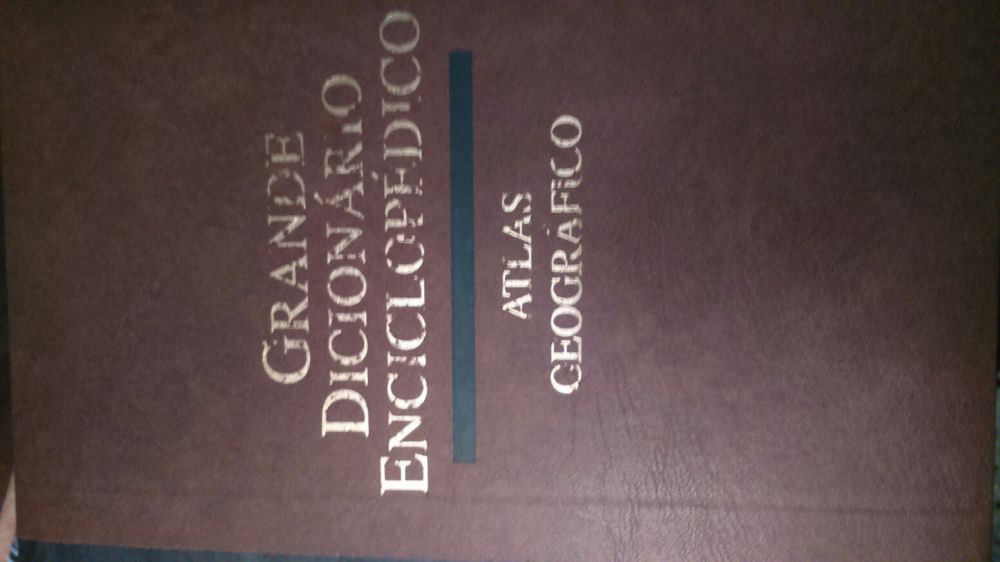 GRANDE
DICIONÁRIO
ENCICLOPÉDICO
ATLAS
GEOGRÁFICO